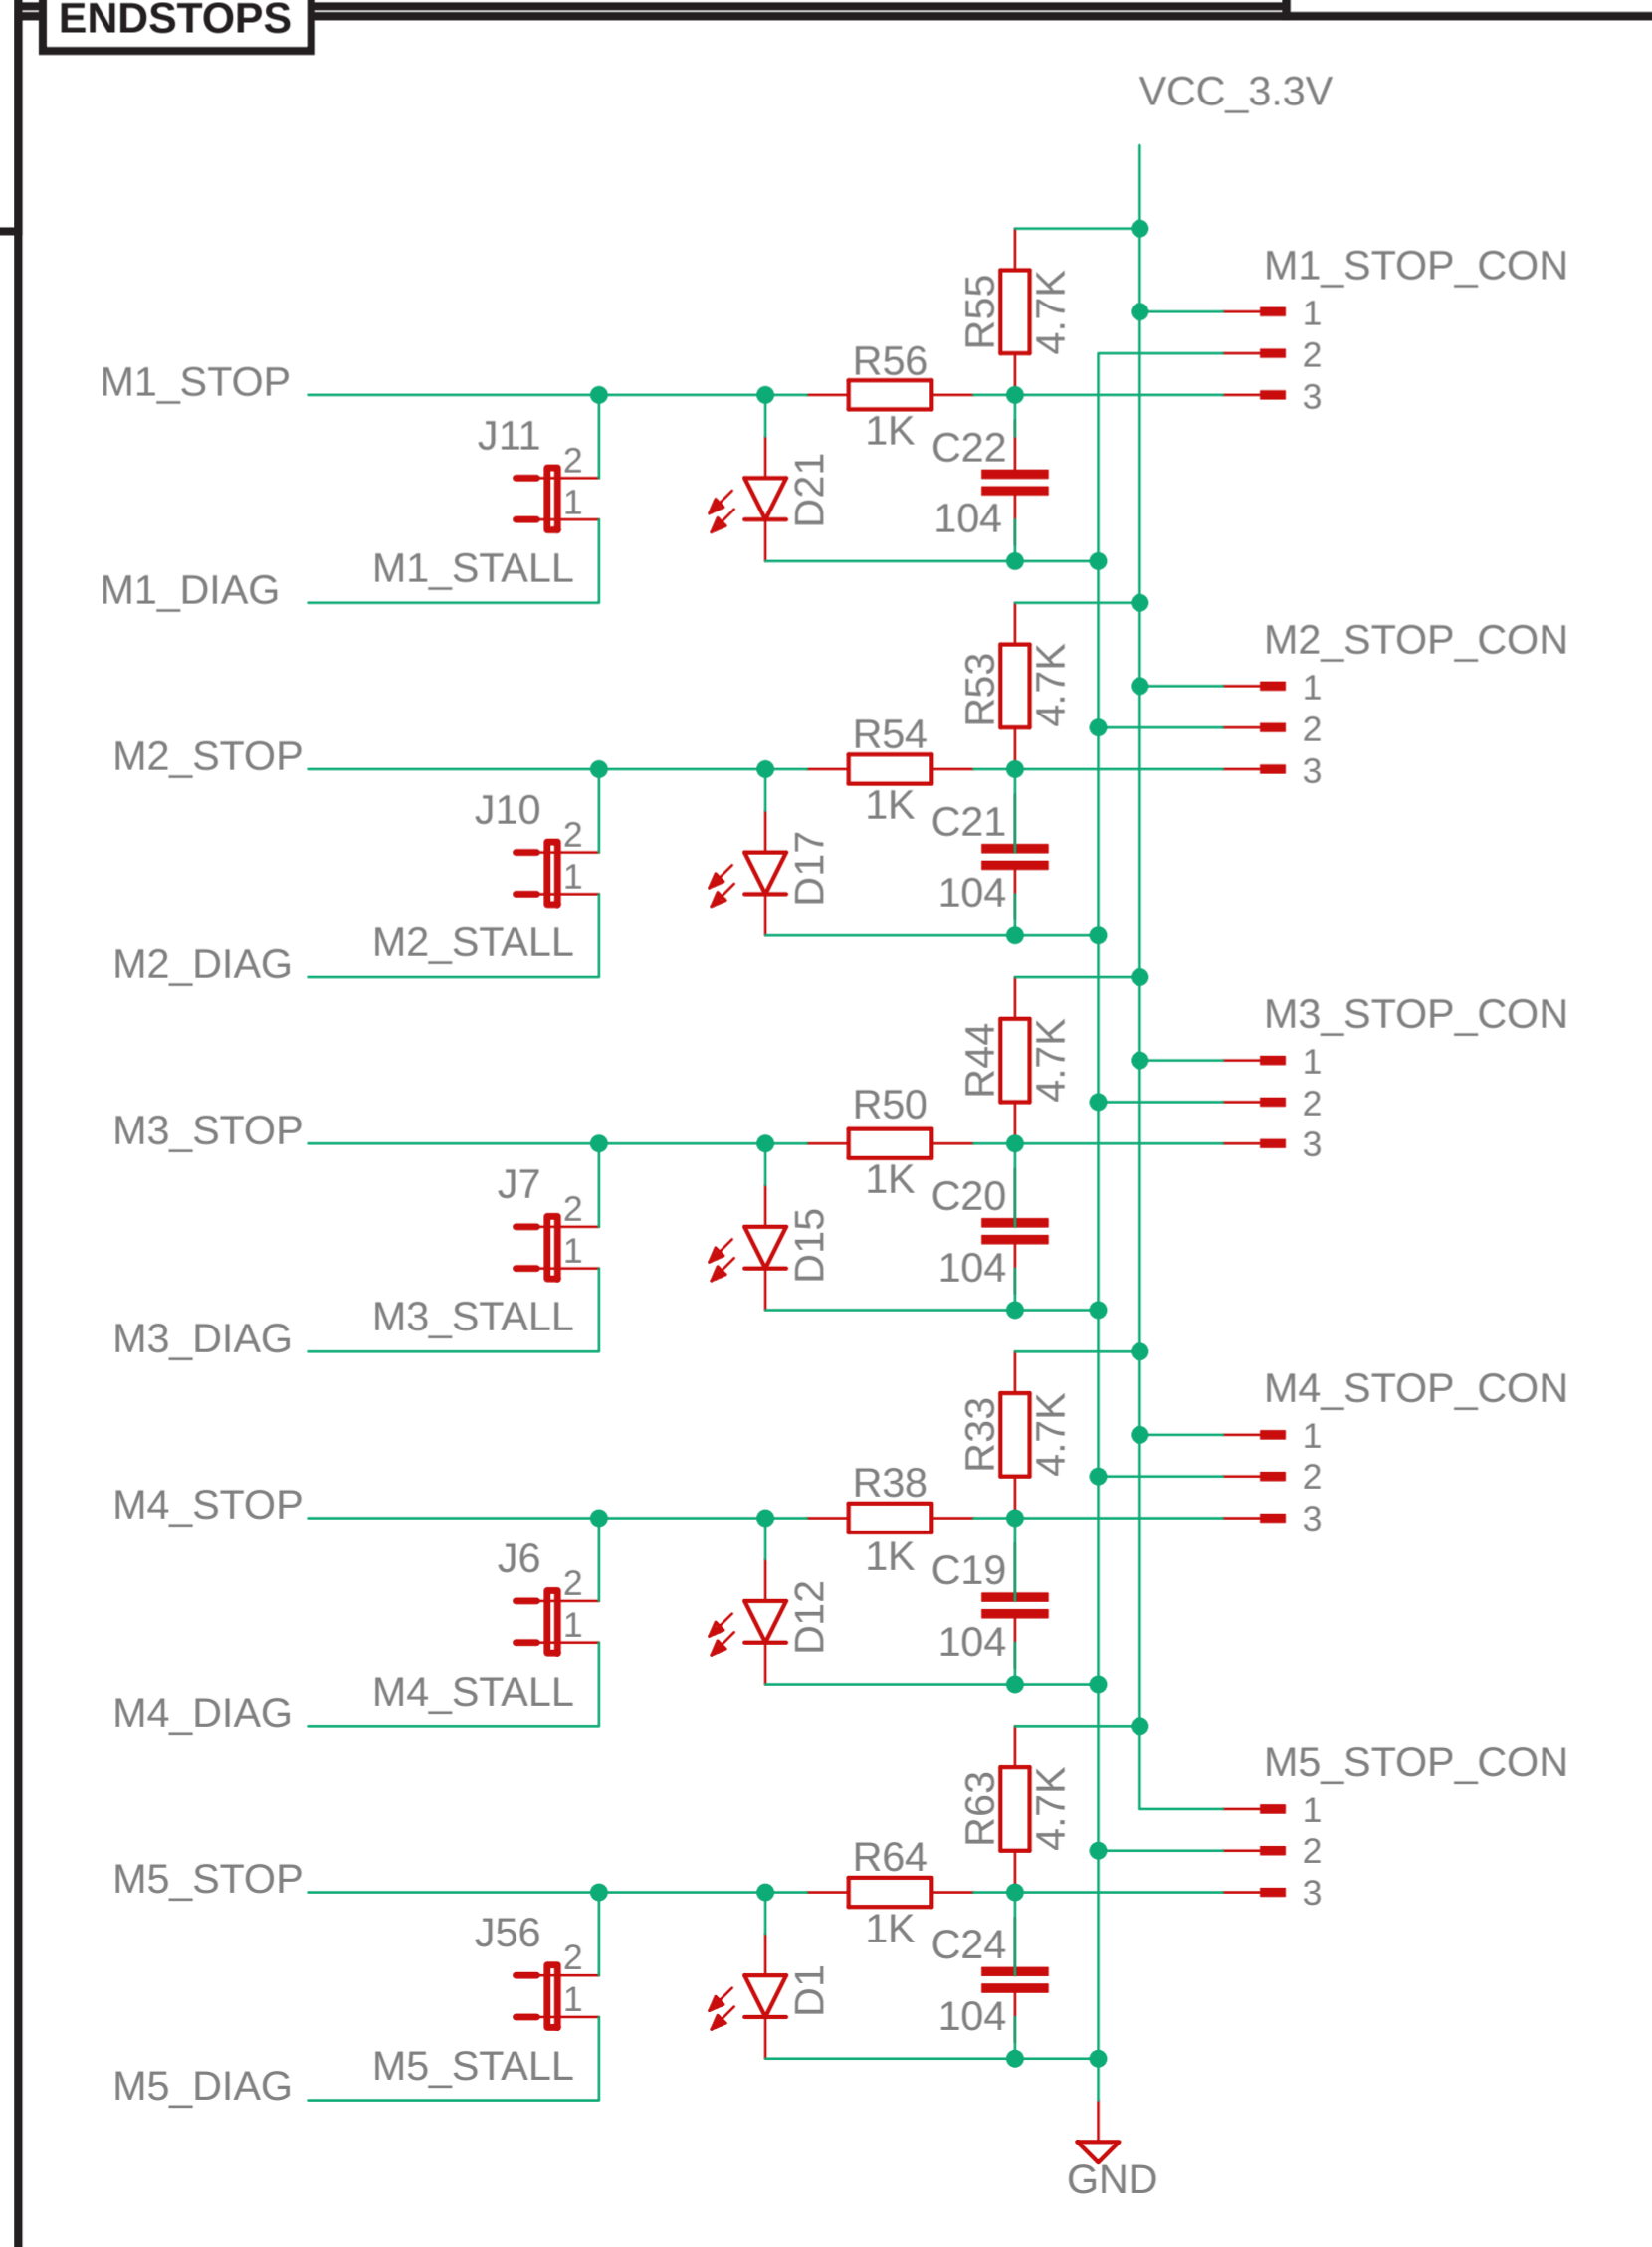 ENDSTOPS
VCC_3.3V
M1_STOP_CON
R55
4.7K
1
2
3
M1_STOP
R56
1K
J11
2
1
D21
C22
104
M1_STALL
M1_DIAG
M2_STOP_CON
R53
4.7K
1
2
3
M2_STOP
R54
1K
J10
2
1
D17
C21
104
M2_STALL
M2_DIAG
M3_STOP_CON
R44
4.7K
1
2
3
M3_STOP
R50
1K
J7
2
1
D15
C20
104
M3_STALL
M3_DIAG
M4_STOP_CON
R33
4.7K
1
2
3
M4_STOP
R38
1K
J6
2
1
D12
C19
104
M4_STALL
M4_DIAG
M5_STOP_CON
R63
4.7K
1
2
3
M5_STOP
R64
1K
J56
2
1
D1
C24
104
M5_STALL
M5_DIAG
GND